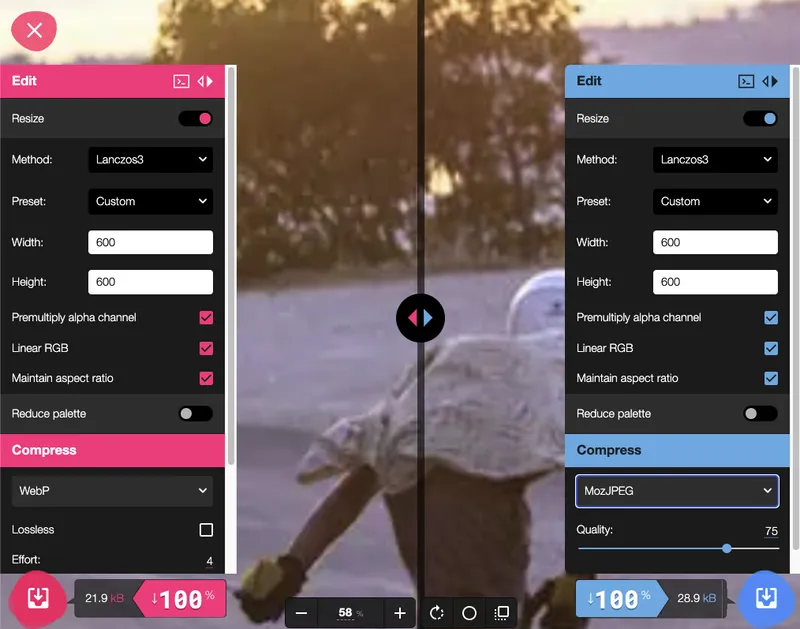 Edit
Resize
Method: Lanczos3
Preset: Custom
Width: 600
Height: 600
Premultiply alpha channel
Linear RGB
Maintain aspect ratio
Reduce palette
Compress
WebP
Lossless
Effort: 4
21.9 kB ↓100%
58 %
Edit
Resize
Method: Lanczos3
Preset: Custom
Width: 600
Height: 600
Premultiply alpha channel
Linear RGB
Maintain aspect ratio
Reduce palette
Compress
MozJPEG
Quality: 75
↓100% 28.9 kB